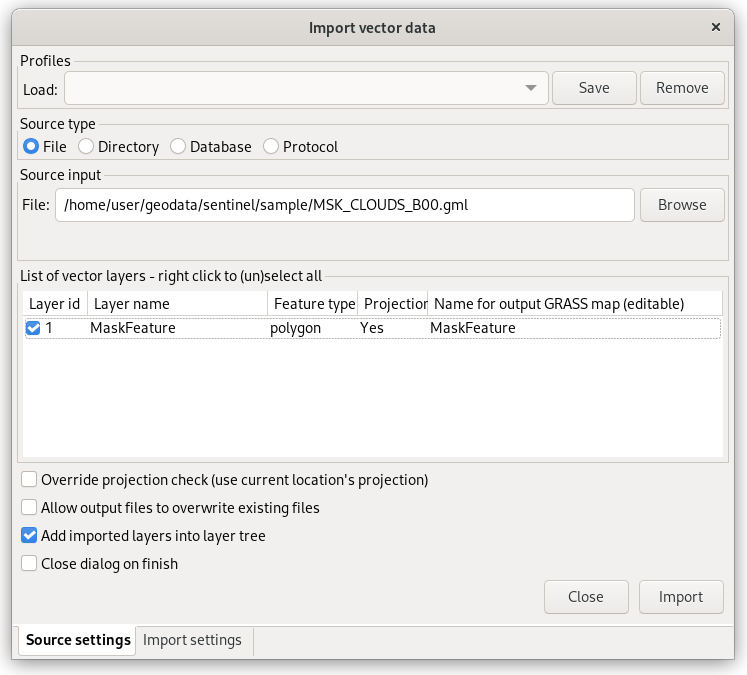 Import vector data ×
Profiles
Load: Save Remove
Source type
File Directory Database Protocol
Source input
File: /home/user/geodata/sentinel/sample/MSK_CLOUDS_B00.gml Browse
List of vector layers - right click to (un)select all
Layer id Layer name Feature type Projection Name for output GRASS map (editable)
1 MaskFeature polygon Yes MaskFeature
Override projection check (use current location's projection)
Allow output files to overwrite existing files
Add imported layers into layer tree
Close dialog on finish
Close Import
Source settings Import settings